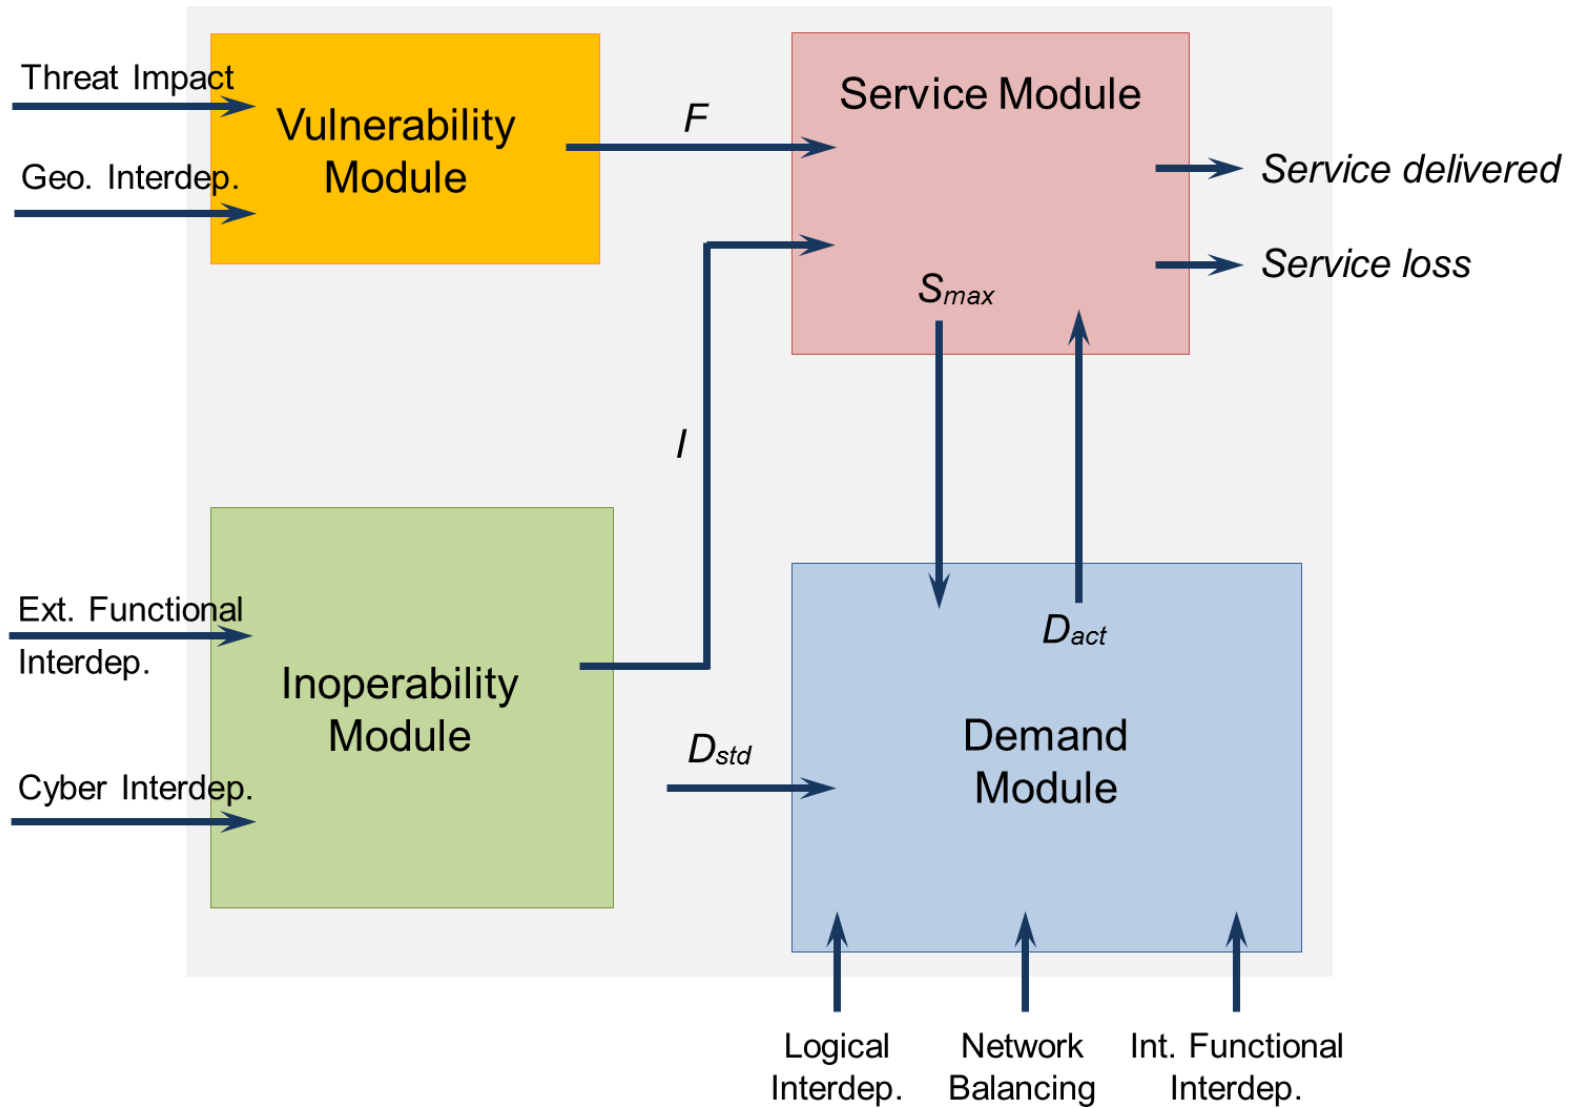 Threat Impact
Vulnerability
Module
Geo. Interdep.
F
Service Module
Service delivered
Service loss
Smax
I
Ext. Functional
Interdep.
Inoperability
Module
Cyber Interdep.
Dact
Dstd
Demand
Module
Logical
Interdep.
Network
Balancing
Int. Functional
Interdep.